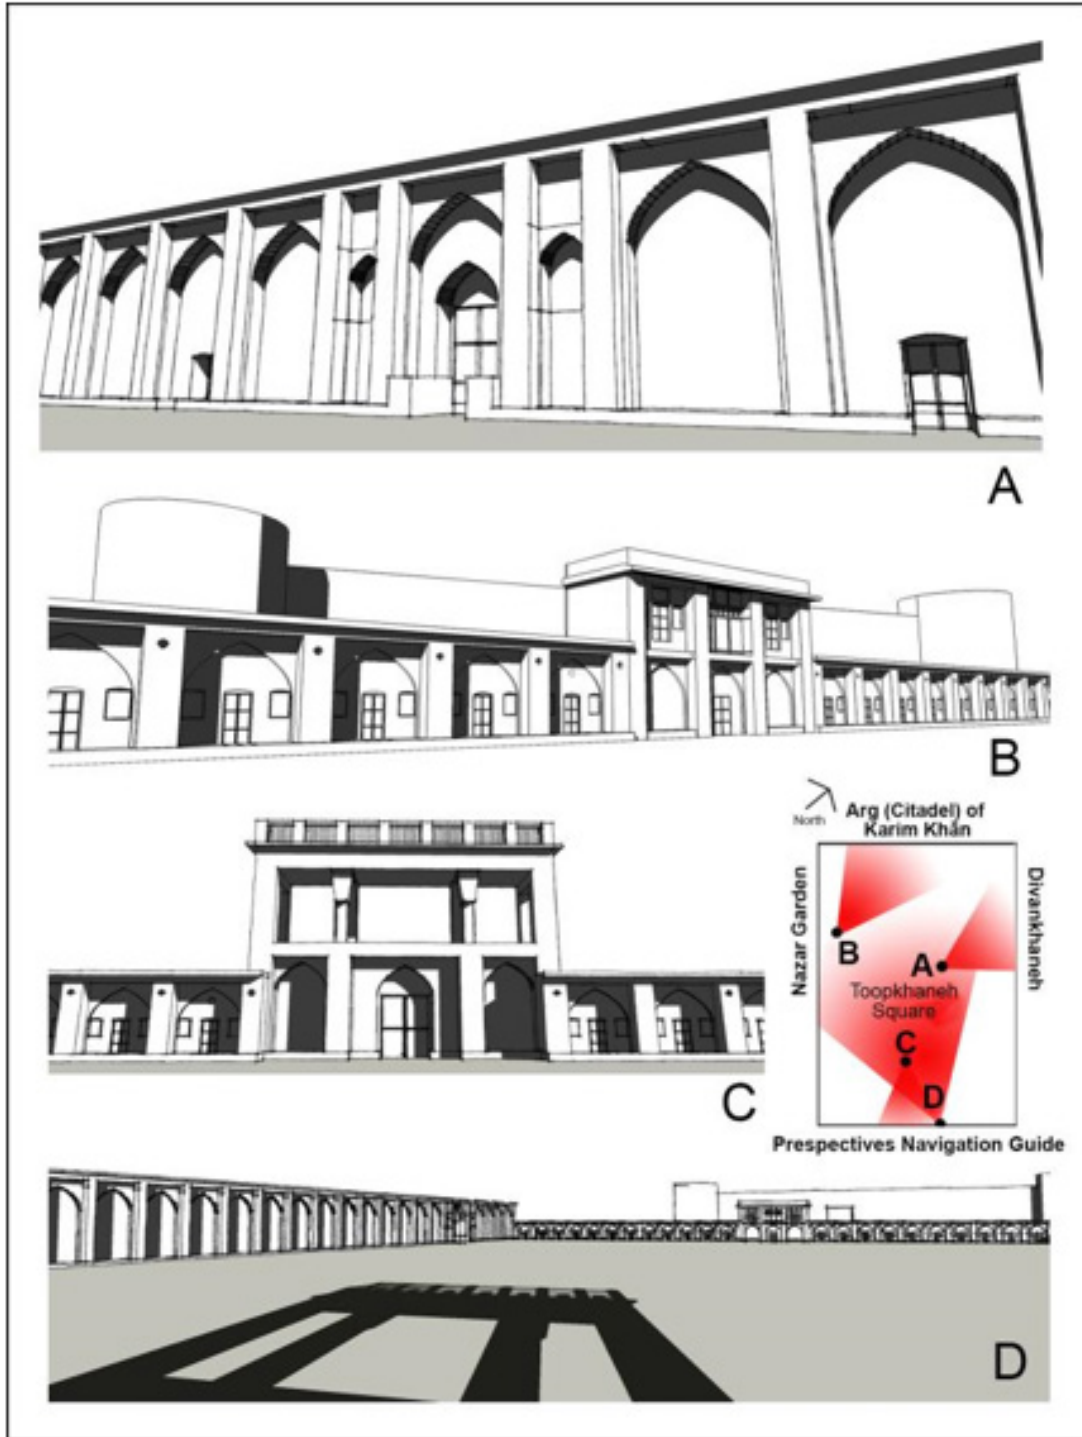 A
B
North
Arg (Citadel) of
Karim Khān
Nazar Garden
Divankhaneh
B
A
Toopkhaneh
Square
C
D
C
Prespectives Navigation Guide
D